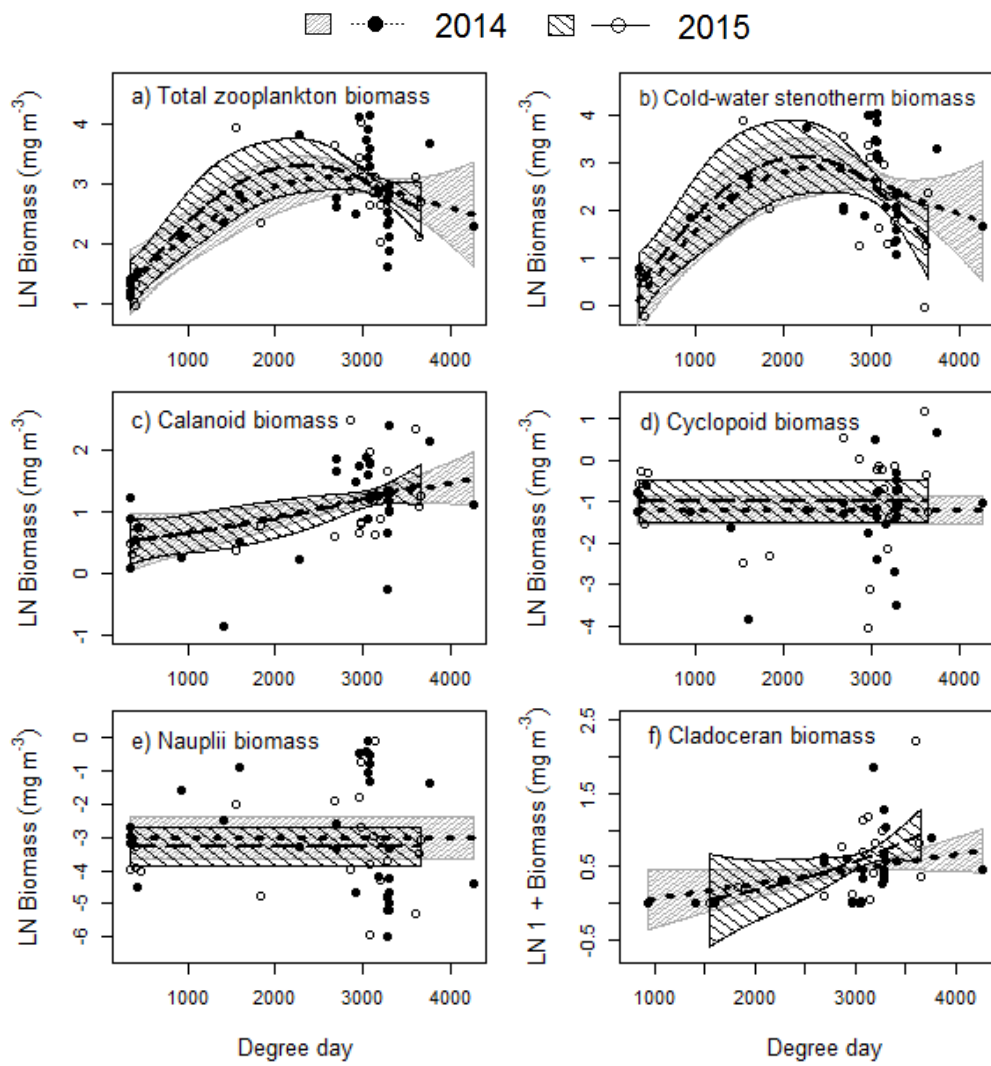 2014 2015
a) Total zooplankton biomass
LN Biomass (mg m⁻³)
1 2 3 4
1000 2000 3000 4000
b) Cold-water stenotherm biomass
LN Biomass (mg m⁻³)
0 1 2 3 4
1000 2000 3000 4000
c) Calanoid biomass
LN Biomass (mg m⁻³)
-1 0 1 2
1000 2000 3000 4000
d) Cyclopoid biomass
LN Biomass (mg m⁻³)
-4 -3 -2 -1 0 1
1000 2000 3000 4000
e) Nauplii biomass
LN Biomass (mg m⁻³)
-6 -5 -4 -3 -2 -1 0
1000 2000 3000 4000
Degree day
f) Cladoceran biomass
LN 1 + Biomass (mg m⁻³)
-0.5 0.5 1.5 2.5
1000 2000 3000 4000
Degree day